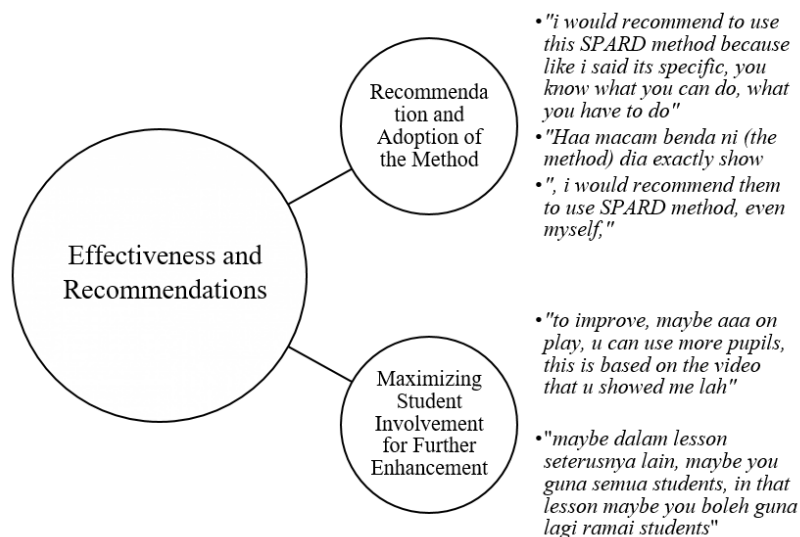 Effectiveness and
Recommendations
Recommenda
tion and
Adoption of
the Method
•"i would recommend to use
this SPARD method because
like i said its specific, you
know what you can do, what
you have to do"
•"Haa macam benda ni (the
method) dia exactly show
•", i would recommend them
to use SPARD method, even
myself,"
Maximizing
Student
Involvement
for Further
Enhancement
•"to improve, maybe aaa on
play, u can use more pupils,
this is based on the video
that u showed me lah"
•"maybe dalam lesson
seterusnya lain, maybe you
guna semua students, in that
lesson maybe you boleh guna
lagi ramai students"